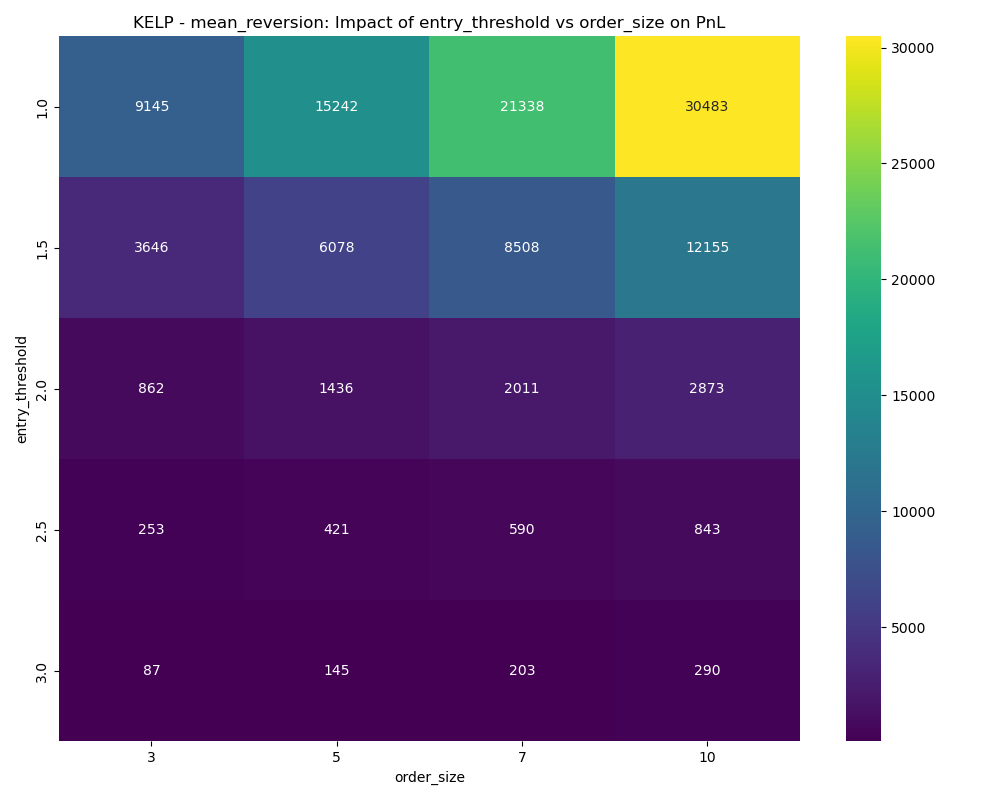 KELP - mean_reversion: Impact of entry_threshold vs order_size on PnL
entry_threshold
1.0 9145 15242 21338 30483
1.5 3646 6078 8508 12155
2.0 862 1436 2011 2873
2.5 253 421 590 843
3.0 87 145 203 290
3 5 7 10
order_size
30000
25000
20000
15000
10000
5000